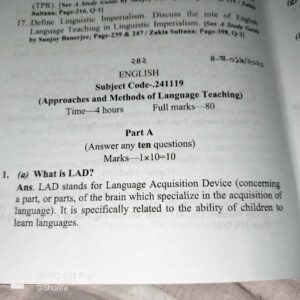 (TPR). [See A Study Guide by
Sultana; Page-216, Q-1]
17. Define Linguistic Imperialism. Discuss the role of English
Language Teaching in Linguistic Imperialism. [See A Study Guide
by Sanjoy Banerjee; Page-239 & 247 / Zakia Sultana; Page-398, Q-3]
ENGLISH
Subject Code-.241119
(Approaches and Methods of Language Teaching)
Time—4 hours Full marks—80
Part A
(Answer any ten questions)
Marks—1×10=10
1. (a) What is LAD?
Ans. LAD stands for Language Acquisition Device (concerning
a part, or parts, of the brain which specialize in the acquisition of
language). It is specifically related to the ability of children to
learn languages.
@Shorifa